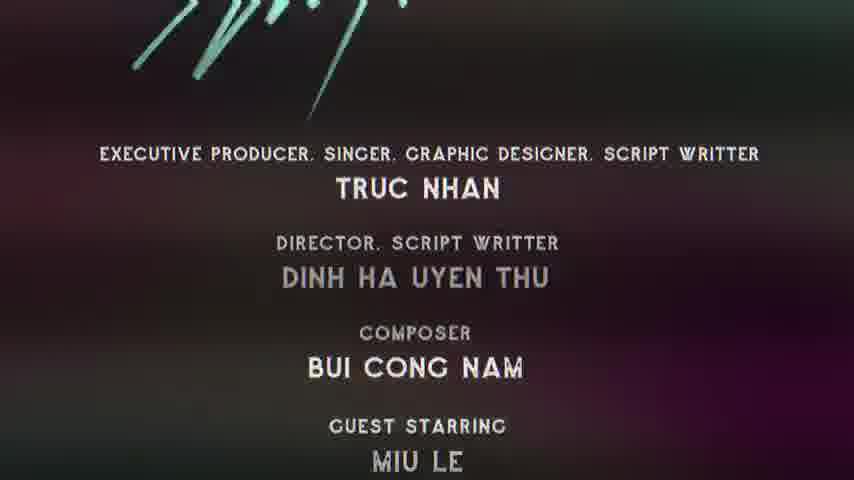 EXECUTIVE PRODUCER. SINGER. GRAPHIC DESIGNER. SCRIPT WRITTER
TRUC NHAN
DIRECTOR. SCRIPT WRITTER
DINH HA UYEN THU
COMPOSER
BUI CONG NAM
GUEST STARRING
MIU LE